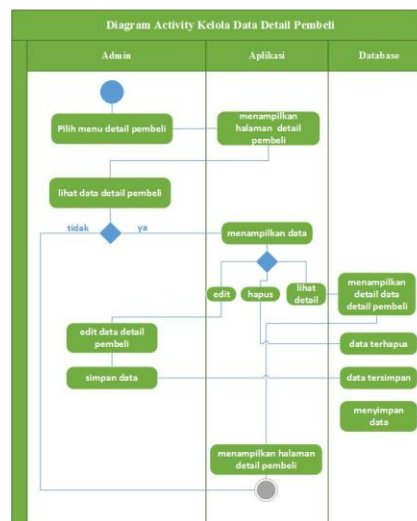 Diagram Activity Kelola Data Detail Pembeli
Admin
Aplikasi
Database
Pilih menu detail pembeli
menampilkan
halaman detail
pembeli
lihat data detail pembeli
tidak
ya
menampilkan data
edit
hapus
lihat
detail
menampilkan
detail data
detail pembeli
edit data detail
pembeli
data terhapus
simpan data
data tersimpan
menyimpan
data
menampilkan halaman
detail pembeli